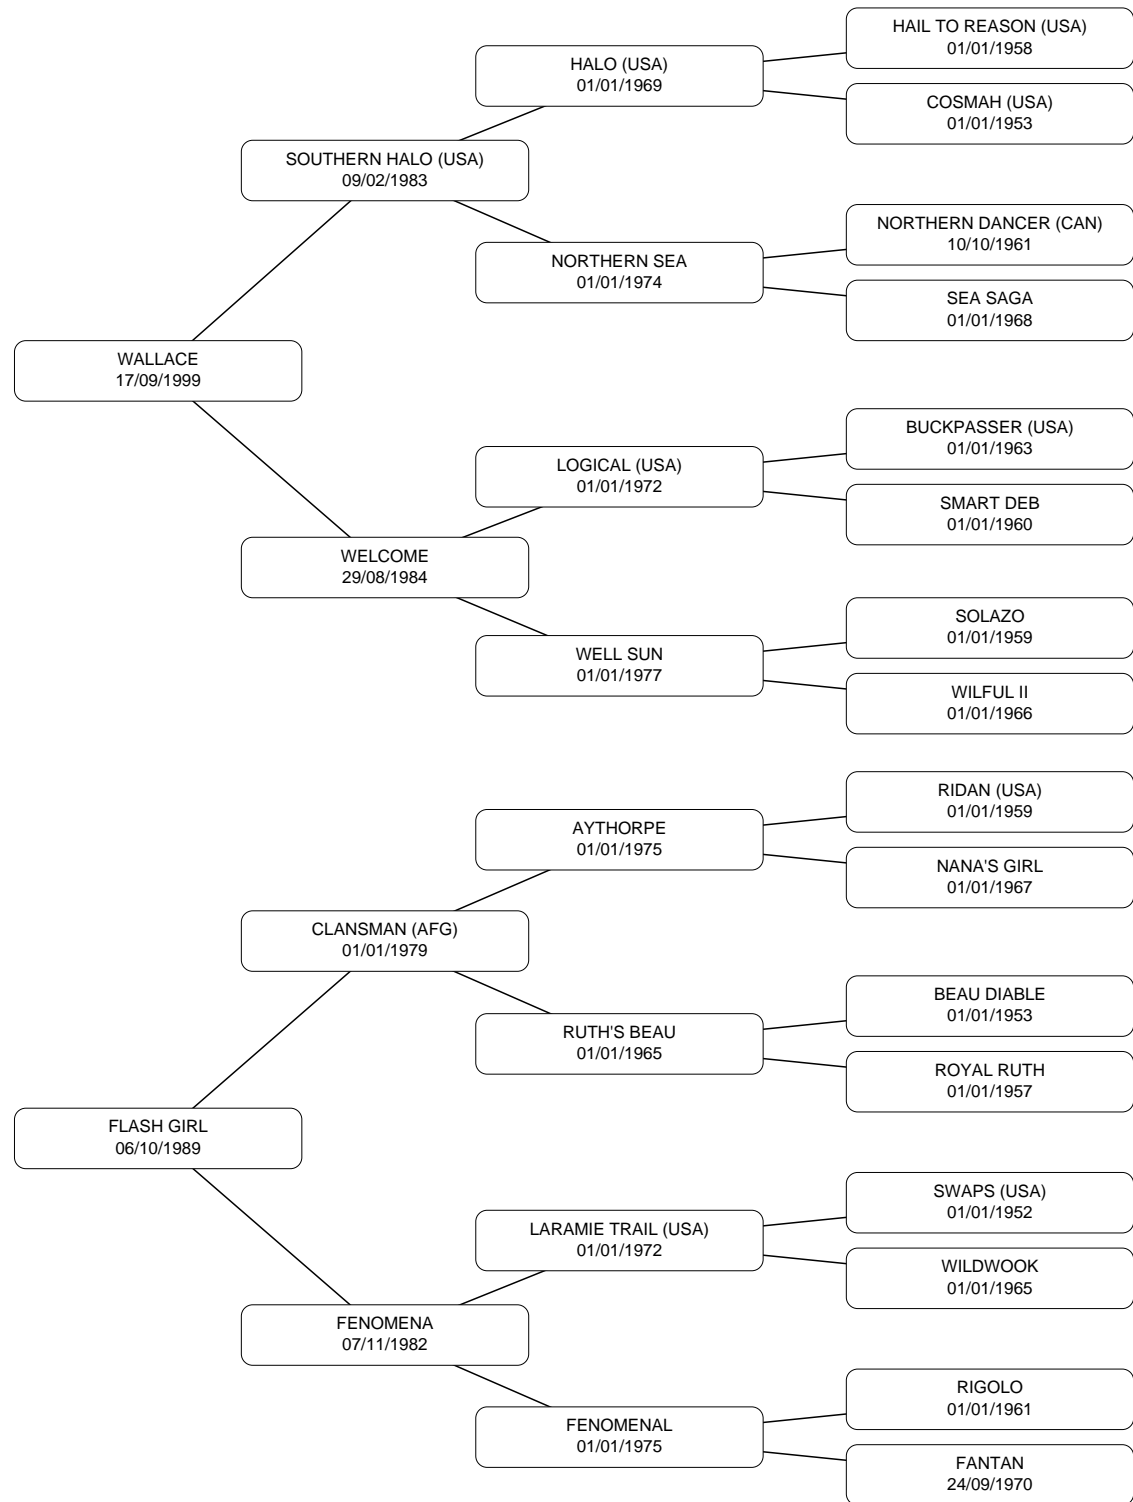 HAIL TO REASON (USA)
01/01/1958
HALO (USA)
01/01/1969
COSMAH (USA)
01/01/1953
SOUTHERN HALO (USA)
09/02/1983
NORTHERN DANCER (CAN)
10/10/1961
NORTHERN SEA
01/01/1974
SEA SAGA
01/01/1968
WALLACE
17/09/1999
BUCKPASSER (USA)
01/01/1963
LOGICAL (USA)
01/01/1972
SMART DEB
01/01/1960
WELCOME
29/08/1984
SOLAZO
01/01/1959
WELL SUN
01/01/1977
WILFUL II
01/01/1966
RIDAN (USA)
01/01/1959
AYTHORPE
01/01/1975
NANA'S GIRL
01/01/1967
CLANSMAN (AFG)
01/01/1979
BEAU DIABLE
01/01/1953
RUTH'S BEAU
01/01/1965
ROYAL RUTH
01/01/1957
FLASH GIRL
06/10/1989
SWAPS (USA)
01/01/1952
LARAMIE TRAIL (USA)
01/01/1972
WILDWOOK
01/01/1965
FENOMENA
07/11/1982
RIGOLO
01/01/1961
FENOMENAL
01/01/1975
FANTAN
24/09/1970